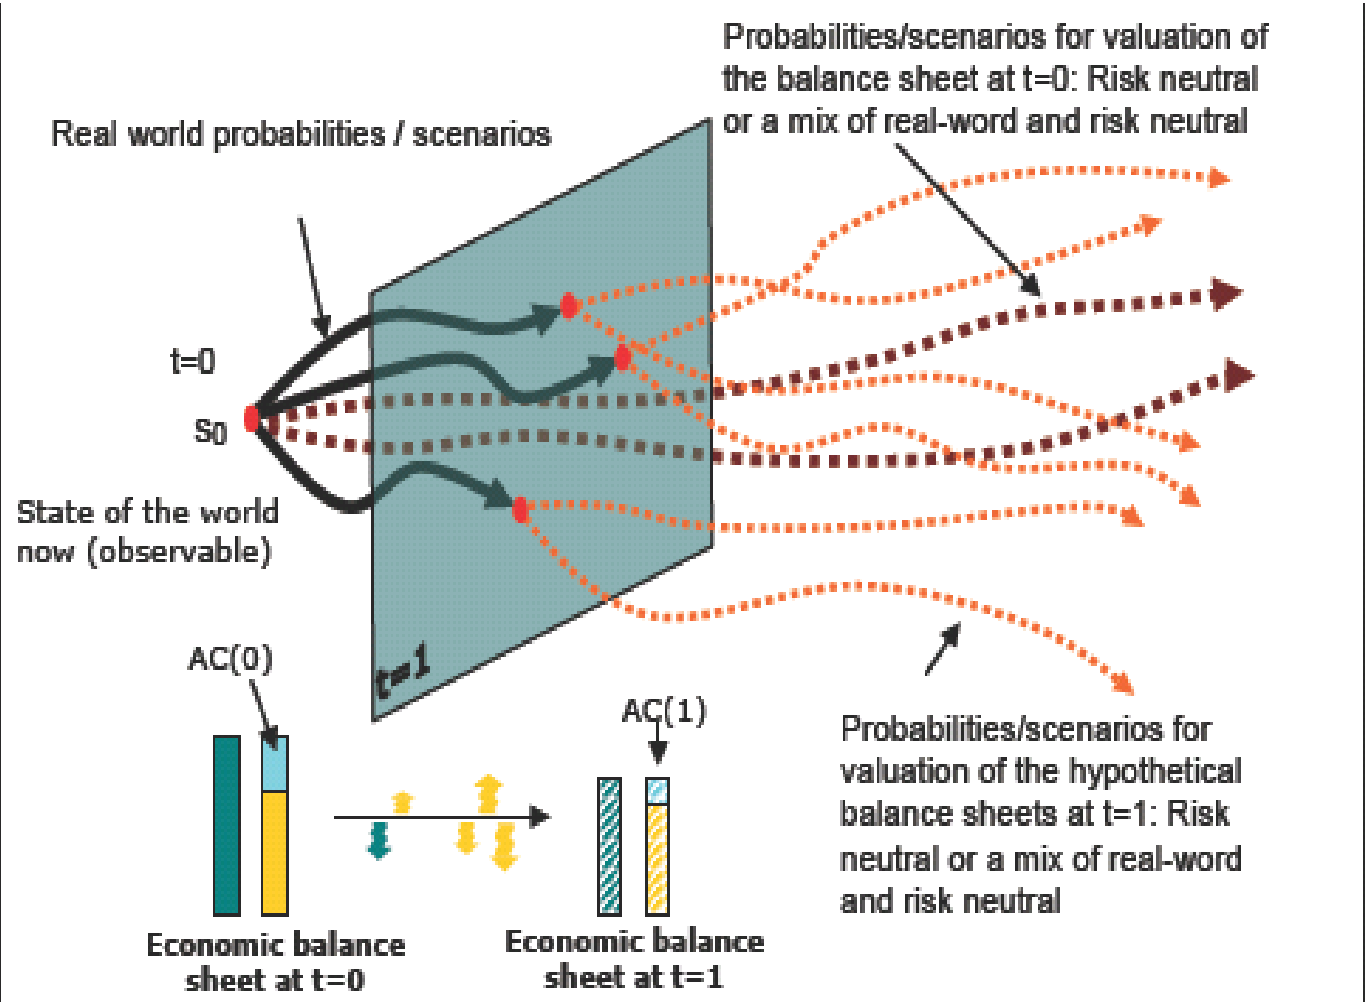 Probabilities/scenarios for valuation of
the balance sheet at t=0: Risk neutral
or a mix of real-word and risk neutral
Real world probabilities / scenarios
t=0
S0
State of the world
now (observable)
t=1
AC(0)
AC(1)
Probabilities/scenarios for
valuation of the hypothetical
balance sheets at t=1: Risk
neutral or a mix of real-word
and risk neutral
Economic balance
sheet at t=0
Economic balance
sheet at t=1